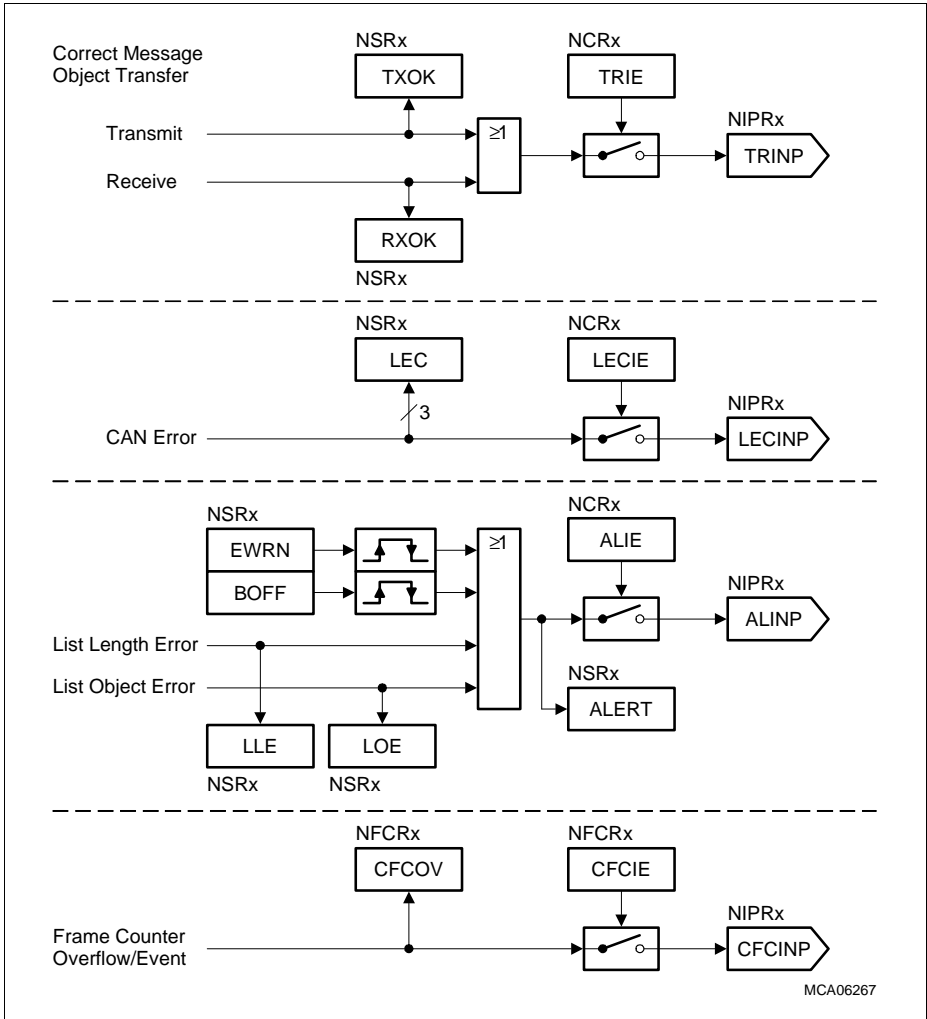 Correct Message
Object Transfer
NSRx
TXOK
NCRx
TRIE
Transmit
≥1
NIPRx
TRINP
Receive
RXOK
NSRx
NSRx
LEC
NCRx
LECIE
3
NIPRx
CAN Error
LECINP
NSRx
EWRN
BOFF
≥1
NCRx
ALIE
NIPRx
ALINP
List Length Error
List Object Error
NSRx
ALERT
LLE
LOE
NSRx
NSRx
NFCRx
CFCOV
NFCRx
CFCIE
NIPRx
Frame Counter
Overflow/Event
CFCINP
MCA06267